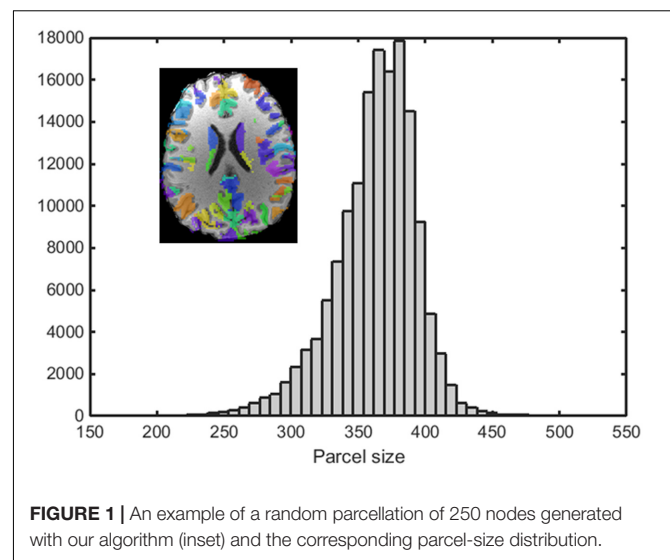 18000
16000
14000
12000
10000
8000
6000
4000
2000
0
150 200 250 300 350 400 450 500 550
Parcel size
FIGURE 1 | An example of a random parcellation of 250 nodes generated
with our algorithm (inset) and the corresponding parcel-size distribution.